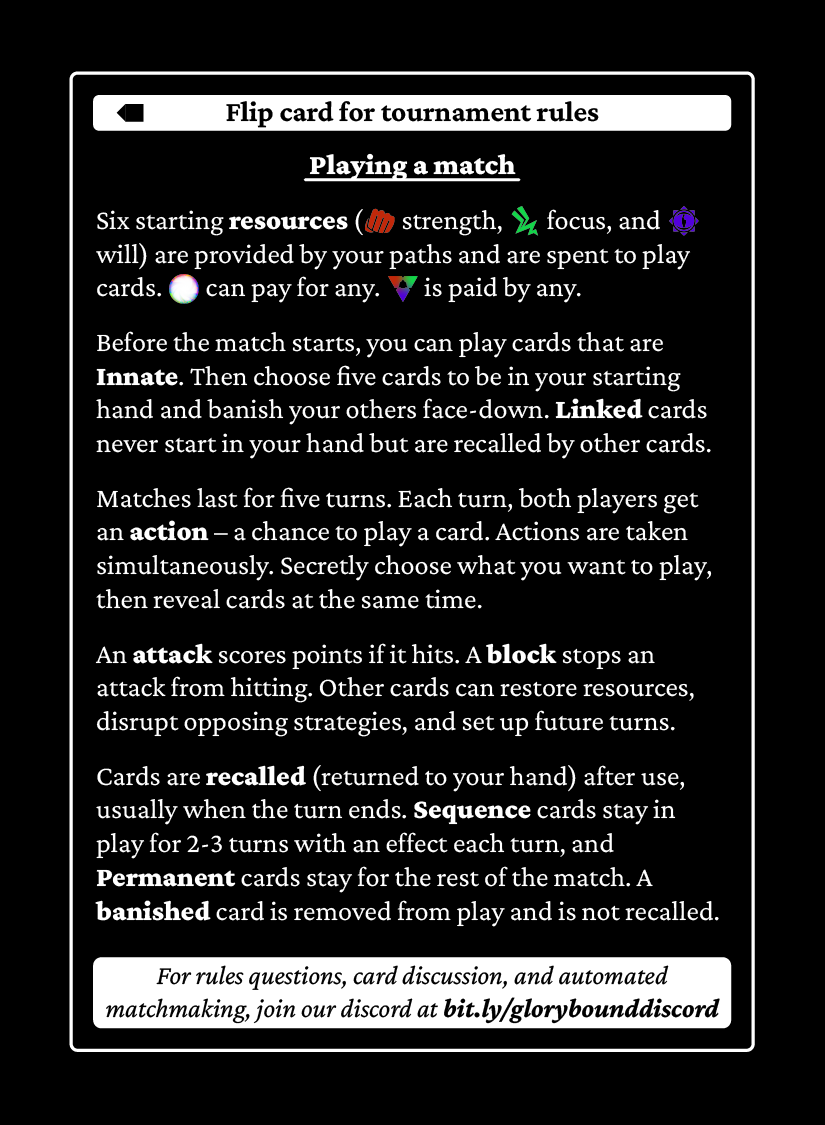 Flip card for tournament rules
Playing a match
Six starting resources ( strength, focus, and
will) are provided by your paths and are spent to play
cards. can pay for any. is paid by any.
Before the match starts, you can play cards that are
Innate. Then choose five cards to be in your starting
hand and banish your others face-down. Linked cards
never start in your hand but are recalled by other cards.
Matches last for five turns. Each turn, both players get
an action – a chance to play a card. Actions are taken
simultaneously. Secretly choose what you want to play,
then reveal cards at the same time.
An attack scores points if it hits. A block stops an
attack from hitting. Other cards can restore resources,
disrupt opposing strategies, and set up future turns.
Cards are recalled (returned to your hand) after use,
usually when the turn ends. Sequence cards stay in
play for 2-3 turns with an effect each turn, and
Permanent cards stay for the rest of the match. A
banished card is removed from play and is not recalled.
For rules questions, card discussion, and automated
matchmaking, join our discord at bit.ly/glorybounddiscord